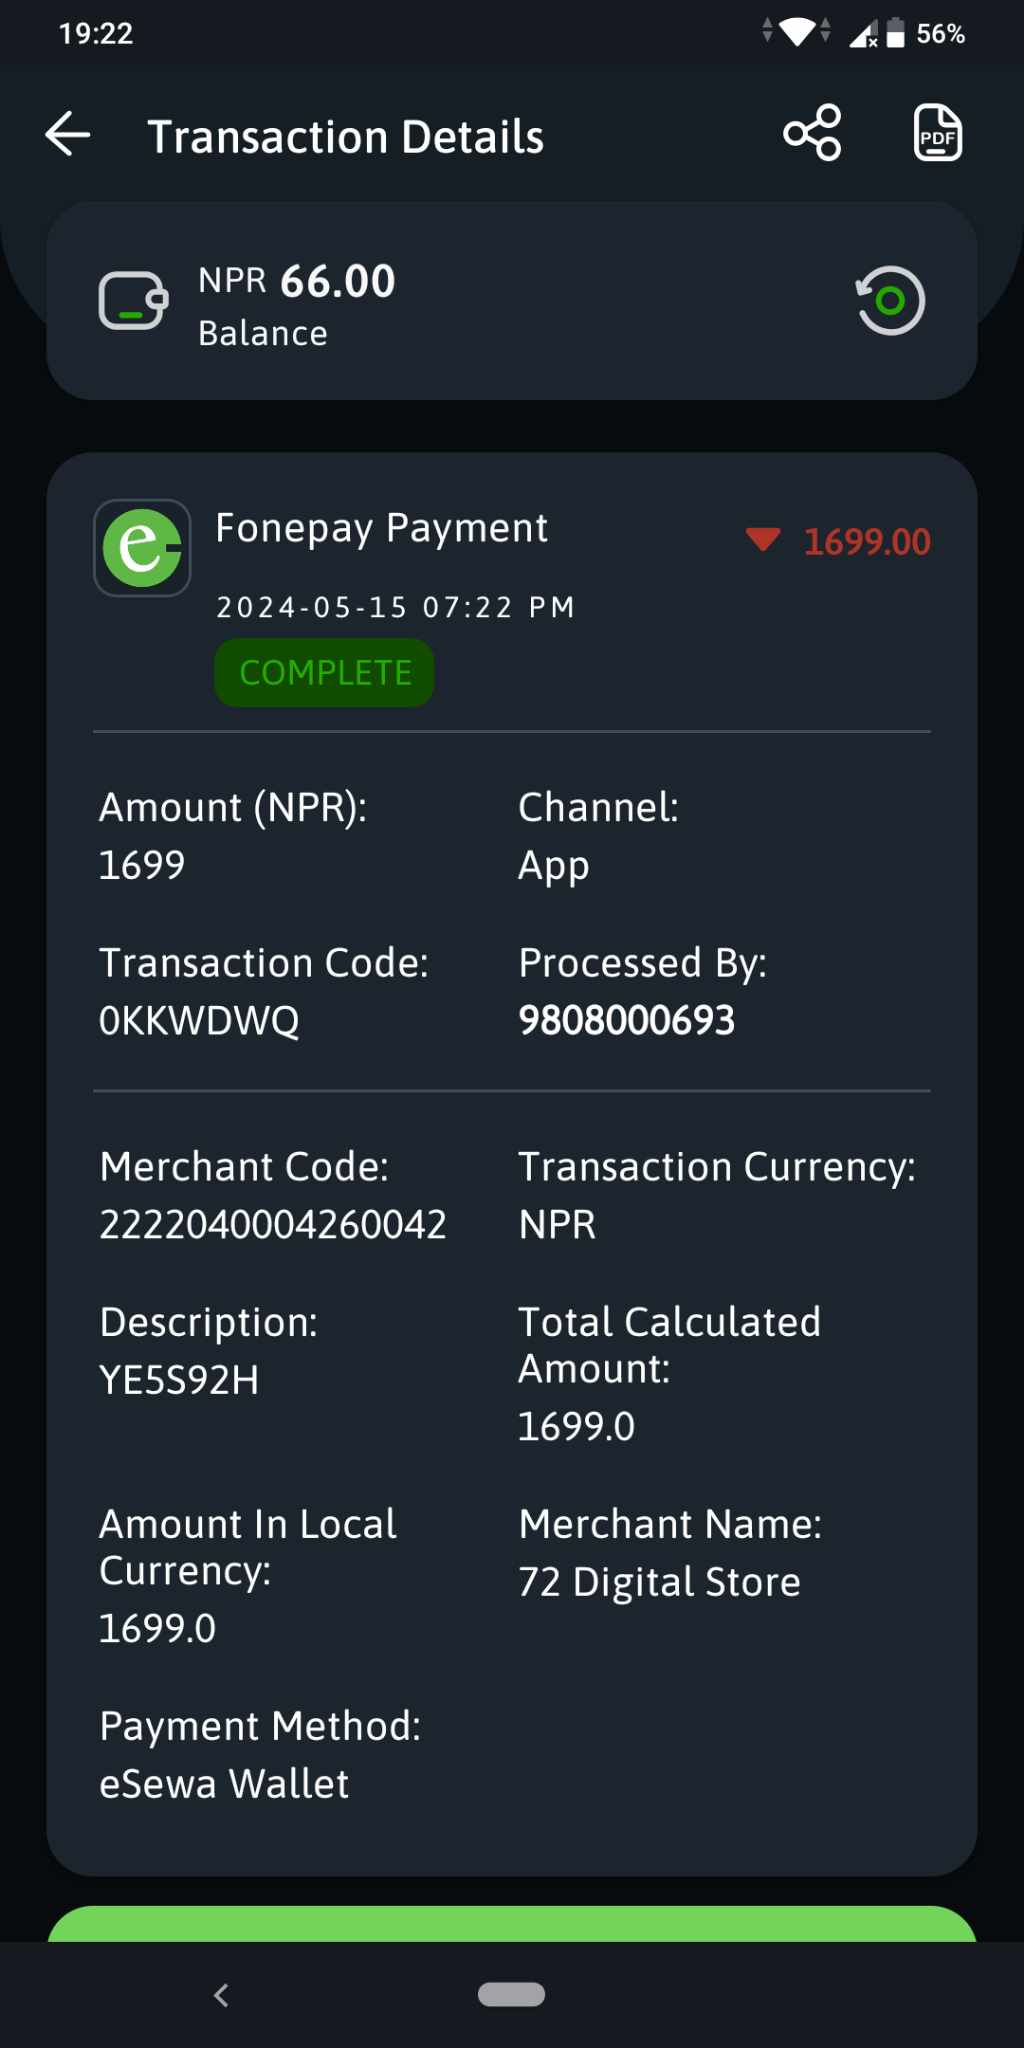 19:22
56%
Transaction Details
PDF
NPR 66.00
Balance
e
Fonepay Payment
1699.00
2024-05-15 07:22 PM
COMPLETE
Amount (NPR):
Channel:
1699
App
Transaction Code:
Processed By:
0KKWDWQ
9808000693
Merchant Code:
Transaction Currency:
2222040004260042
NPR
Description:
Total Calculated
Amount:
YE5S92H
1699.0
Amount In Local
Currency:
Merchant Name:
72 Digital Store
1699.0
Payment Method:
eSewa Wallet